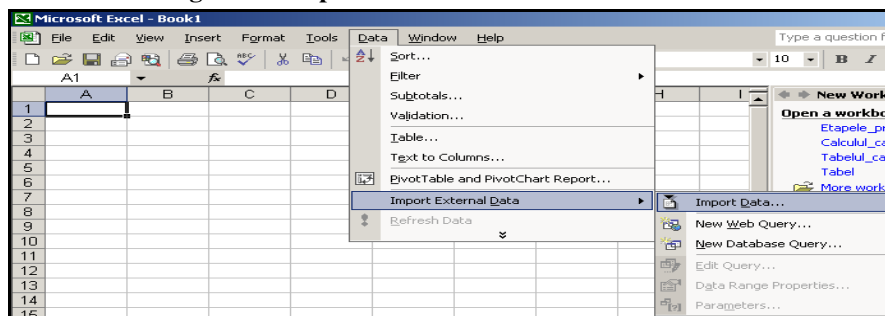 Microsoft Excel - Book1
File Edit View Insert Format Tools Data Window Help
Type a question f
10 B I
A1 fx
A B C D H I
1
2
3
4
5
6
7
8
9
10
11
12
13
14
15
Sort...
Filter
Subtotals...
Validation...
Table...
Text to Columns...
PivotTable and PivotChart Report...
Import External Data
Refresh Data
Import Data...
New Web Query...
New Database Query...
Edit Query...
Data Range Properties...
Parameters...
New Work
Open a workbo
Etapele_pr
Calculul_ca
Tabelul_ca
Tabel
More work